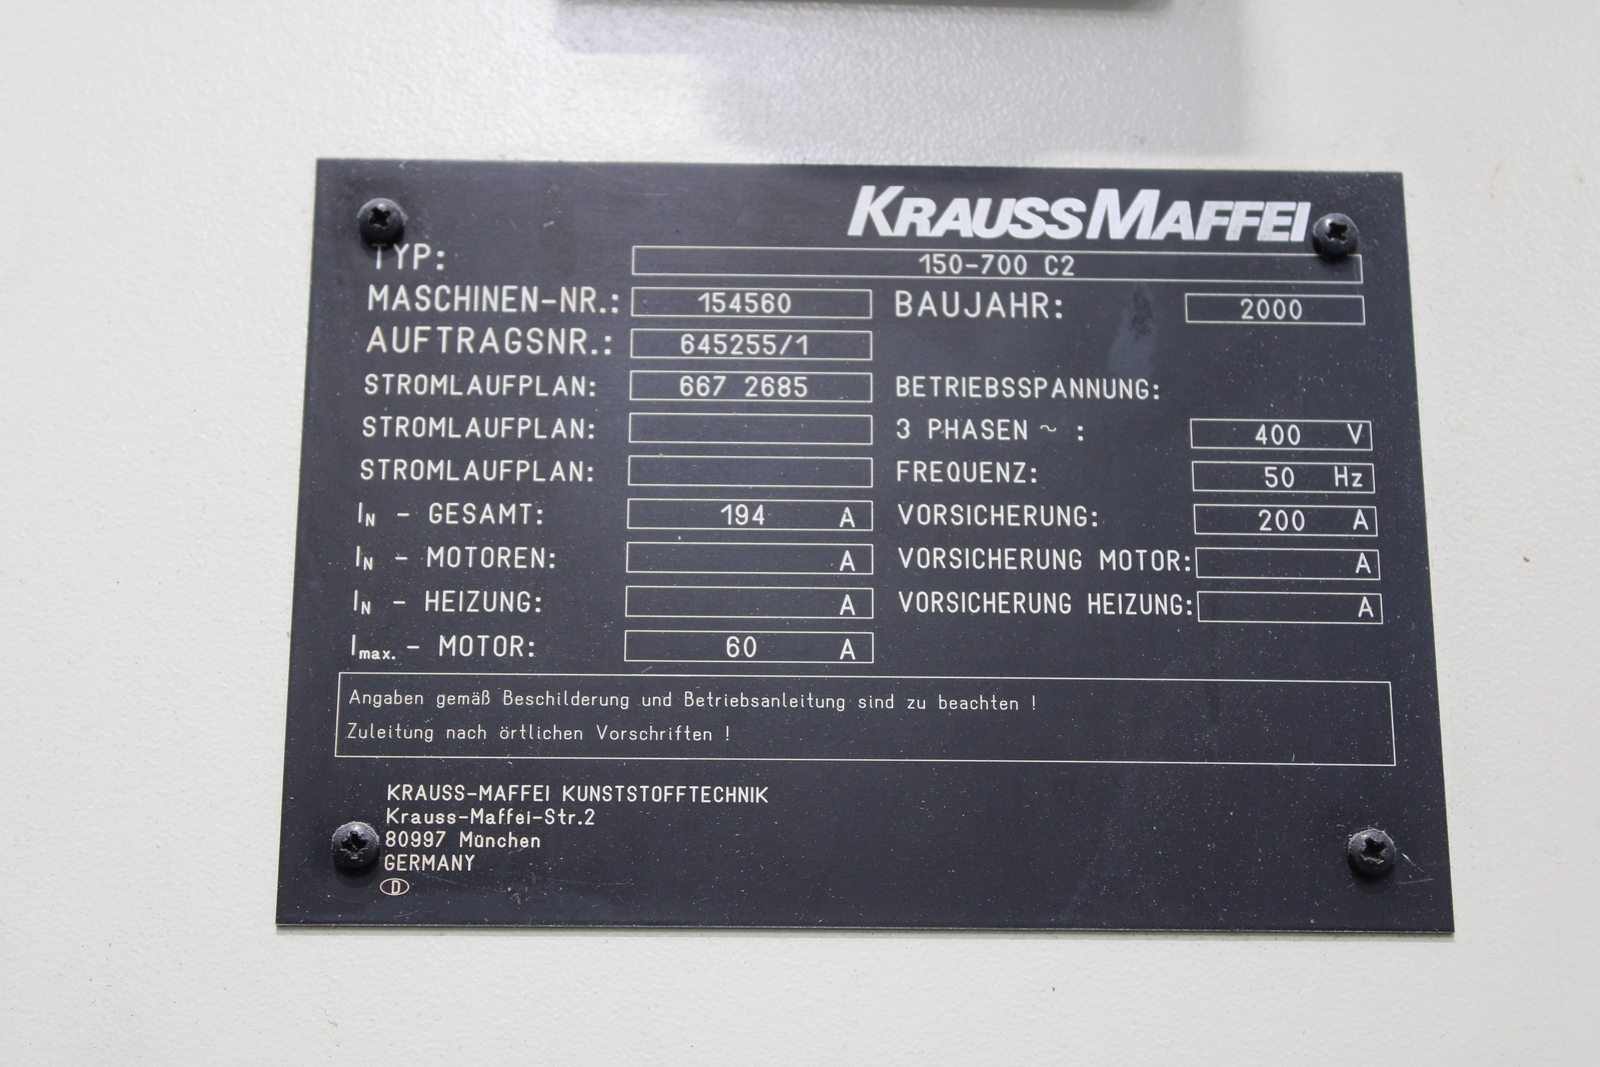 KRAUSSMAFFEI
TYP: 150-700 C2
MASCHINEN-NR.: 154560 BAUJAHR: 2000
AUFTRAGSNR.: 645255/1
STROMLAUFPLAN: 667 2685 BETRIEBSSPANNUNG:
STROMLAUFPLAN: 3 PHASEN ~ : 400 V
STROMLAUFPLAN: FREQUENZ: 50 Hz
IN - GESAMT: 194 A VORSICHERUNG: 200 A
IN - MOTOREN: A VORSICHERUNG MOTOR: A
IN - HEIZUNG: A VORSICHERUNG HEIZUNG: A
Imax. - MOTOR: 60 A
Angaben gemäß Beschilderung und Betriebsanleitung sind zu beachten !
Zuleitung nach örtlichen Vorschriften !
KRAUSS-MAFFEI KUNSTSTOFFTECHNIK
Krauss-Maffei-Str.2
80997 München
GERMANY
D